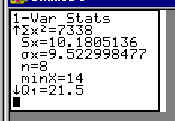 1-Var Stats
↑Σx²=7338
Sx=10.1805136
σx=9.522998477
n=8
minX=14
↓Q₁=21.5